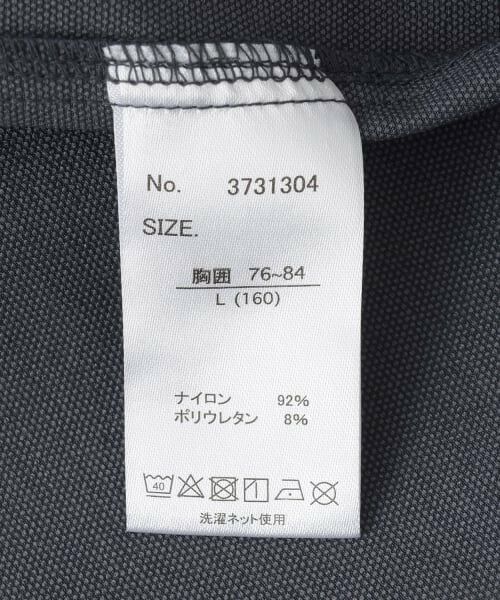 No. 3731304
SIZE.
胸囲 76~84
L (160)
ナイロン 92%
ポリウレタン 8%
40
洗濯ネット使用